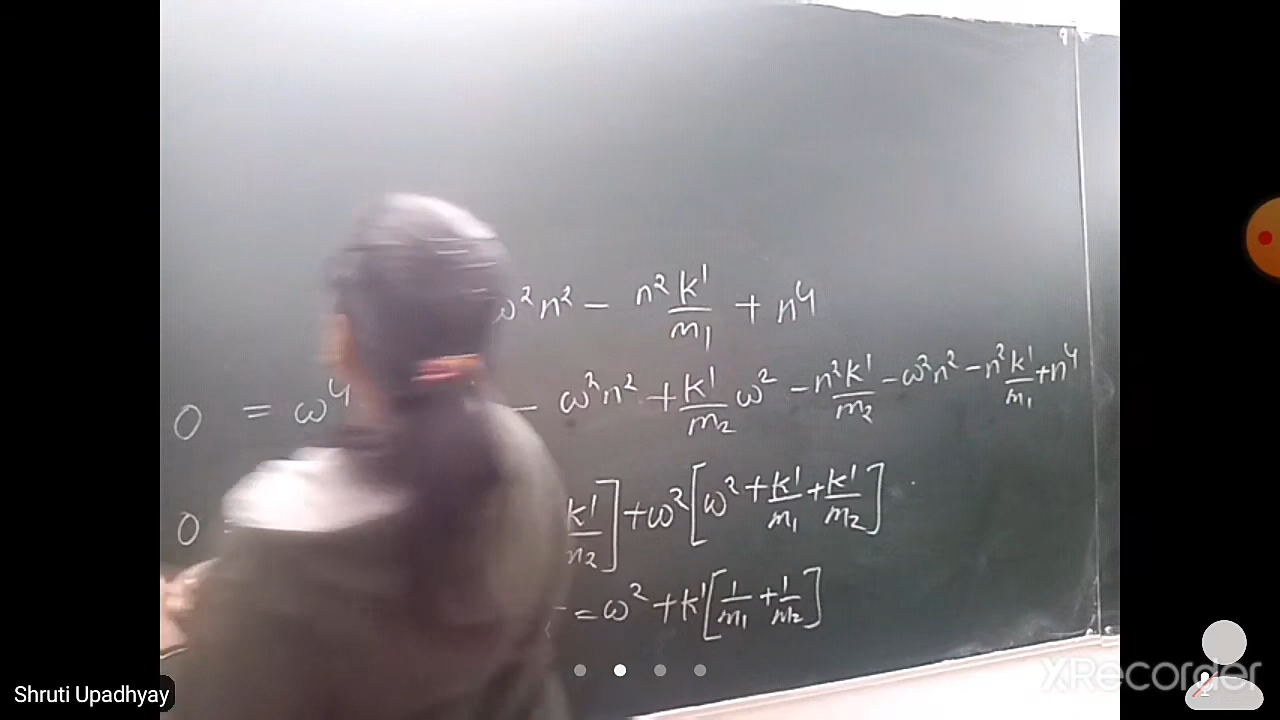 ω²n² − n²k'/m₁ + n⁴
0 = ω⁴ − ω²n² + k'/m₂ ω² − n²k'/m₂ − ω²n² − n²k'/m₁ + n⁴
0 = k'/m₂] + ω²[ω² + k'/m₁ + k'/m₂]
= ω² + k'[1/m₁ + 1/m₂]
XRecorder
Shruti Upadhyay